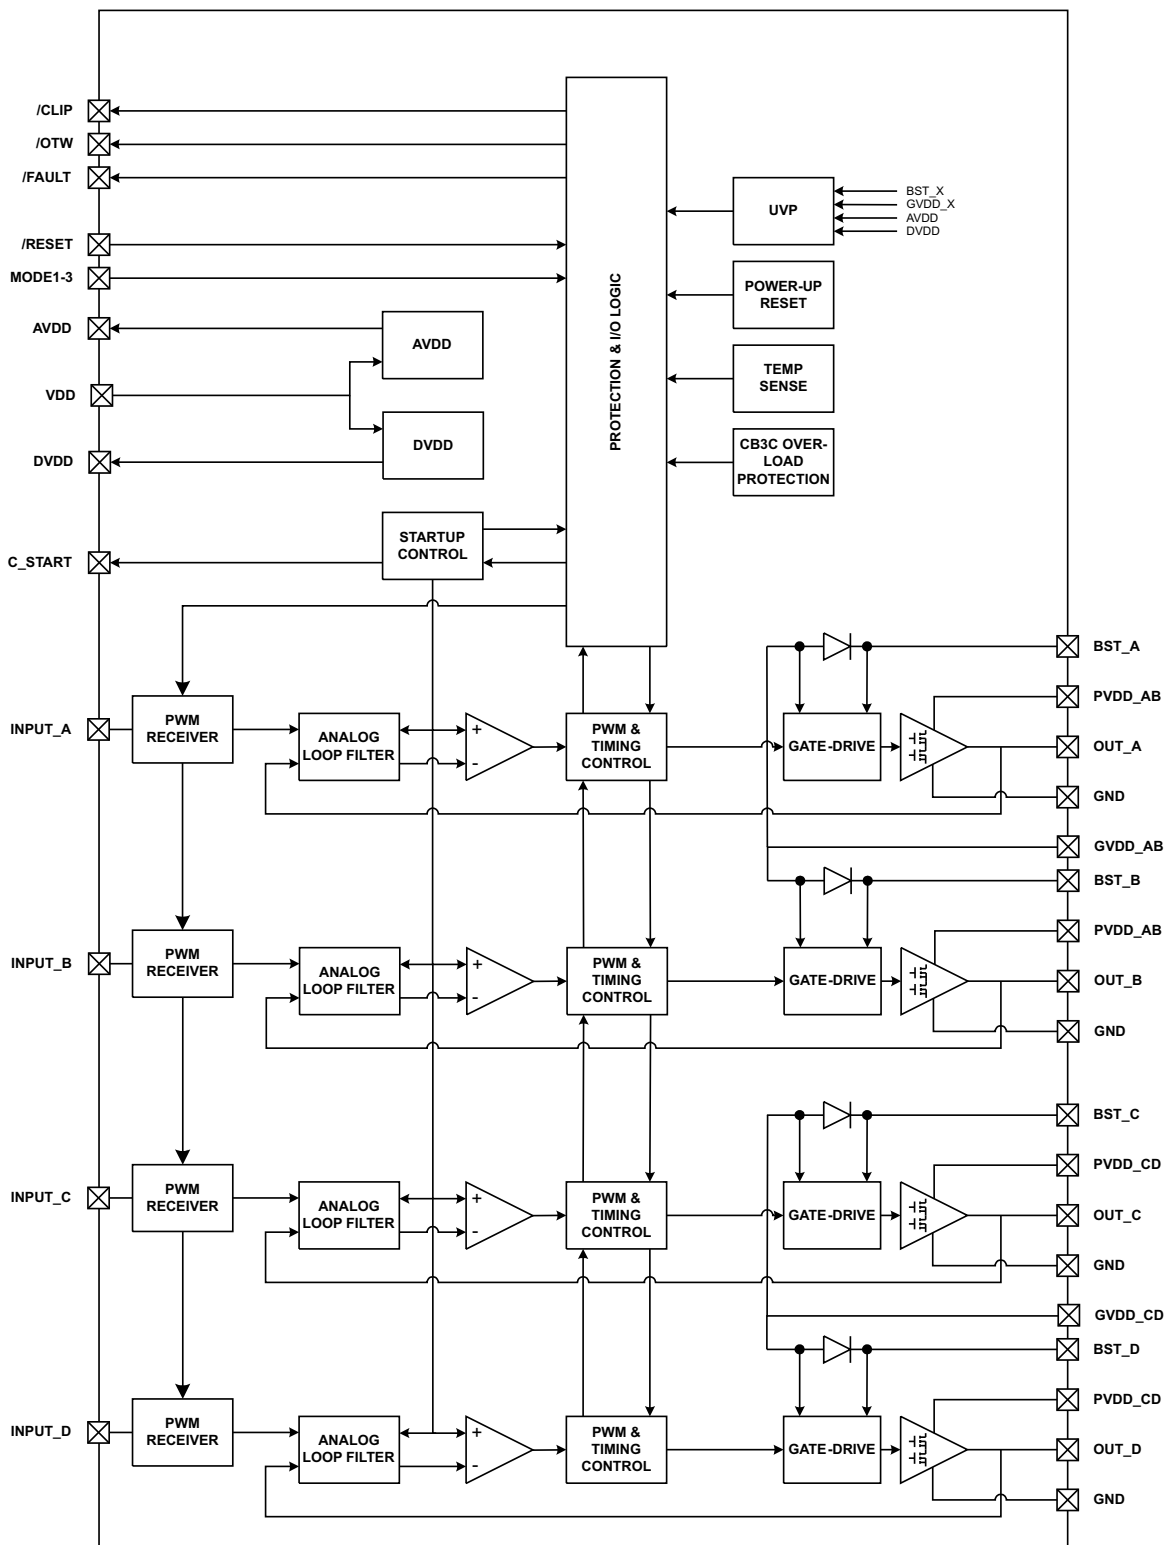 /CLIP
/OTW
/FAULT
/RESET
MODE1-3
AVDD
VDD
DVDD
C_START
AVDD
DVDD
STARTUP
CONTROL
PROTECTION & I/O LOGIC
UVP
BST_X
GVDD_X
AVDD
DVDD
POWER-UP
RESET
TEMP
SENSE
CB3C OVER-
LOAD
PROTECTION
INPUT_A
PWM
RECEIVER
ANALOG
LOOP FILTER
+
-
PWM &
TIMING
CONTROL
GATE-DRIVE
BST_A
PVDD_AB
OUT_A
GND
GVDD_AB
INPUT_B
PWM
RECEIVER
ANALOG
LOOP FILTER
+
-
PWM &
TIMING
CONTROL
GATE-DRIVE
BST_B
PVDD_AB
OUT_B
GND
INPUT_C
PWM
RECEIVER
ANALOG
LOOP FILTER
+
-
PWM &
TIMING
CONTROL
GATE-DRIVE
BST_C
PVDD_CD
OUT_C
GND
GVDD_CD
INPUT_D
PWM
RECEIVER
ANALOG
LOOP FILTER
+
-
PWM &
TIMING
CONTROL
GATE-DRIVE
BST_D
PVDD_CD
OUT_D
GND